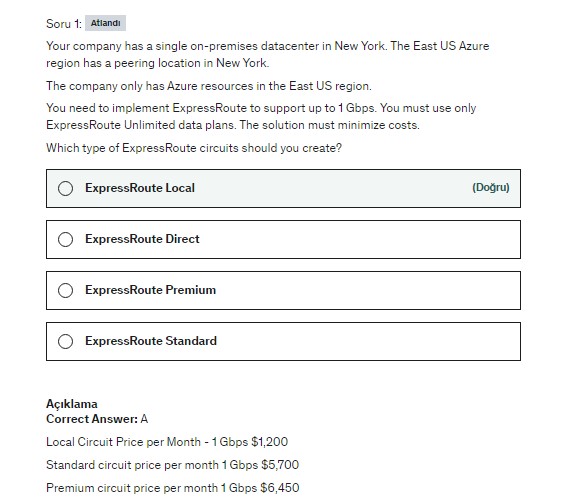 Soru 1: Atlandı
Your company has a single on-premises datacenter in New York. The East US Azure
region has a peering location in New York.
The company only has Azure resources in the East US region.
You need to implement ExpressRoute to support up to 1 Gbps. You must use only
ExpressRoute Unlimited data plans. The solution must minimize costs.
Which type of ExpressRoute circuits should you create?
ExpressRoute Local (Doğru)
ExpressRoute Direct
ExpressRoute Premium
ExpressRoute Standard
Açıklama
Correct Answer: A
Local Circuit Price per Month - 1 Gbps $1,200
Standard circuit price per month 1 Gbps $5,700
Premium circuit price per month 1 Gbps $6,450